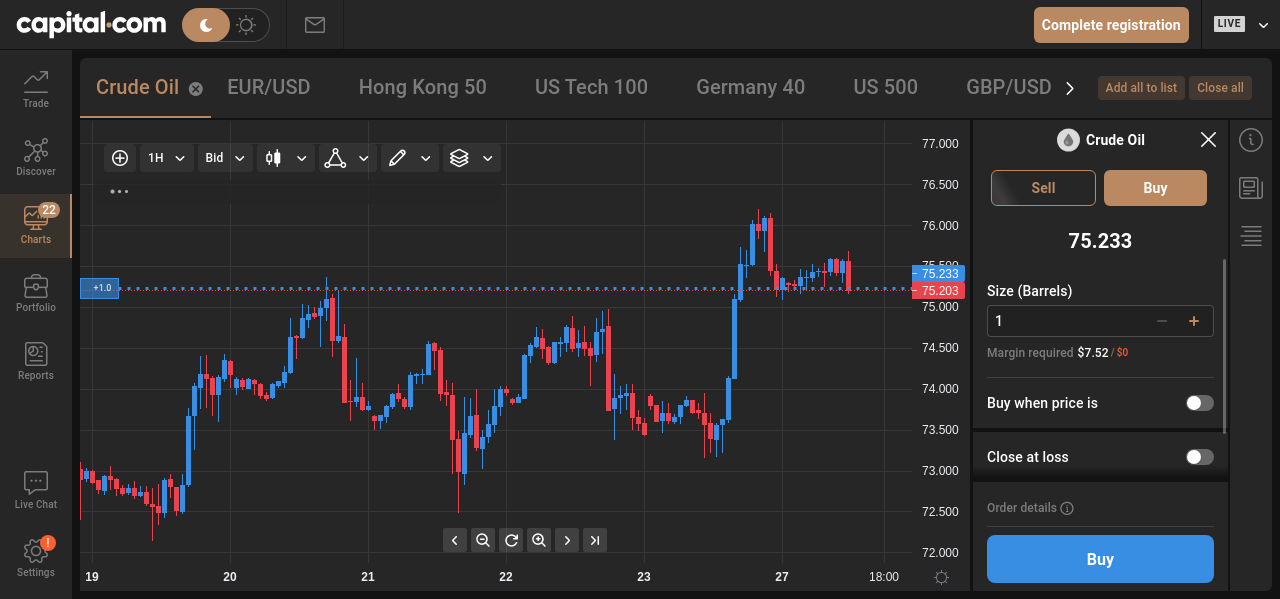 capital.com
Complete registration
LIVE
Trade
Discover
22
Charts
Portfolio
Reports
Live Chat
!
Settings
Crude Oil
EUR/USD
Hong Kong 50
US Tech 100
Germany 40
US 500
GBP/USD
Add all to list
Close all
1H
Bid
+1.0
77.000
76.500
76.000
75.500
75.233
75.203
75.000
74.500
74.000
73.500
73.000
72.500
72.000
19
20
21
22
23
27
18:00
Crude Oil
Sell
Buy
75.233
Size (Barrels)
1
Margin required $7.52 / $0
Buy when price is
Close at loss
Order details
Buy